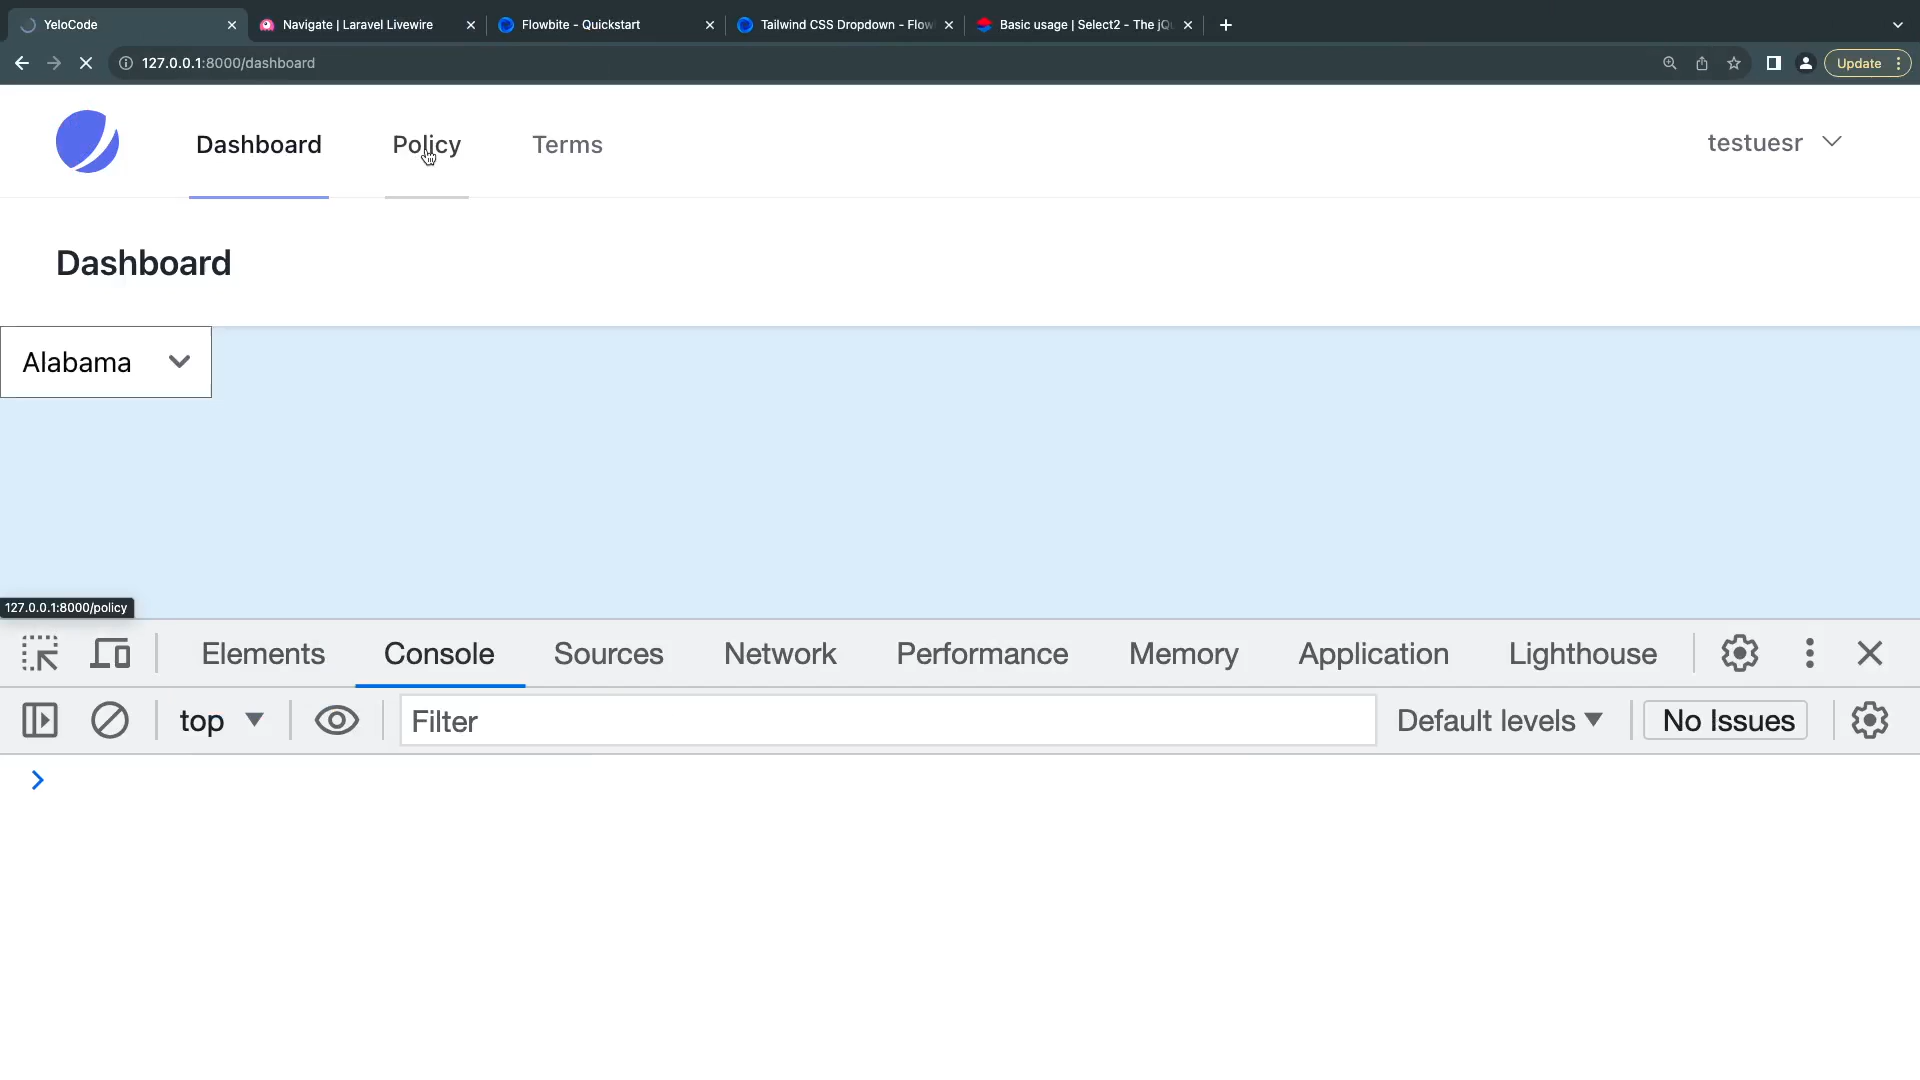 YeloCode
Navigate | Laravel Livewire
Flowbite - Quickstart
Tailwind CSS Dropdown - Flow
Basic usage | Select2 - The jQu
127.0.0.1:8000/dashboard
Update
Dashboard
Policy
Terms
testuesr
Dashboard
Alabama
127.0.0.1:8000/policy
Elements
Console
Sources
Network
Performance
Memory
Application
Lighthouse
top
Filter
Default levels
No Issues